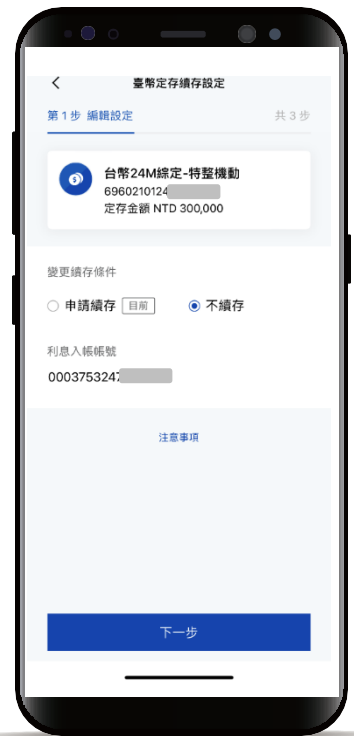 臺幣定存續存設定
第1步 編輯設定
共3步
台幣24M綜定-特整機動
6960210124
定存金額 NTD 300,000
變更續存條件
申請續存 目前 不續存
利息入帳帳號
0003753247
注意事項
下一步